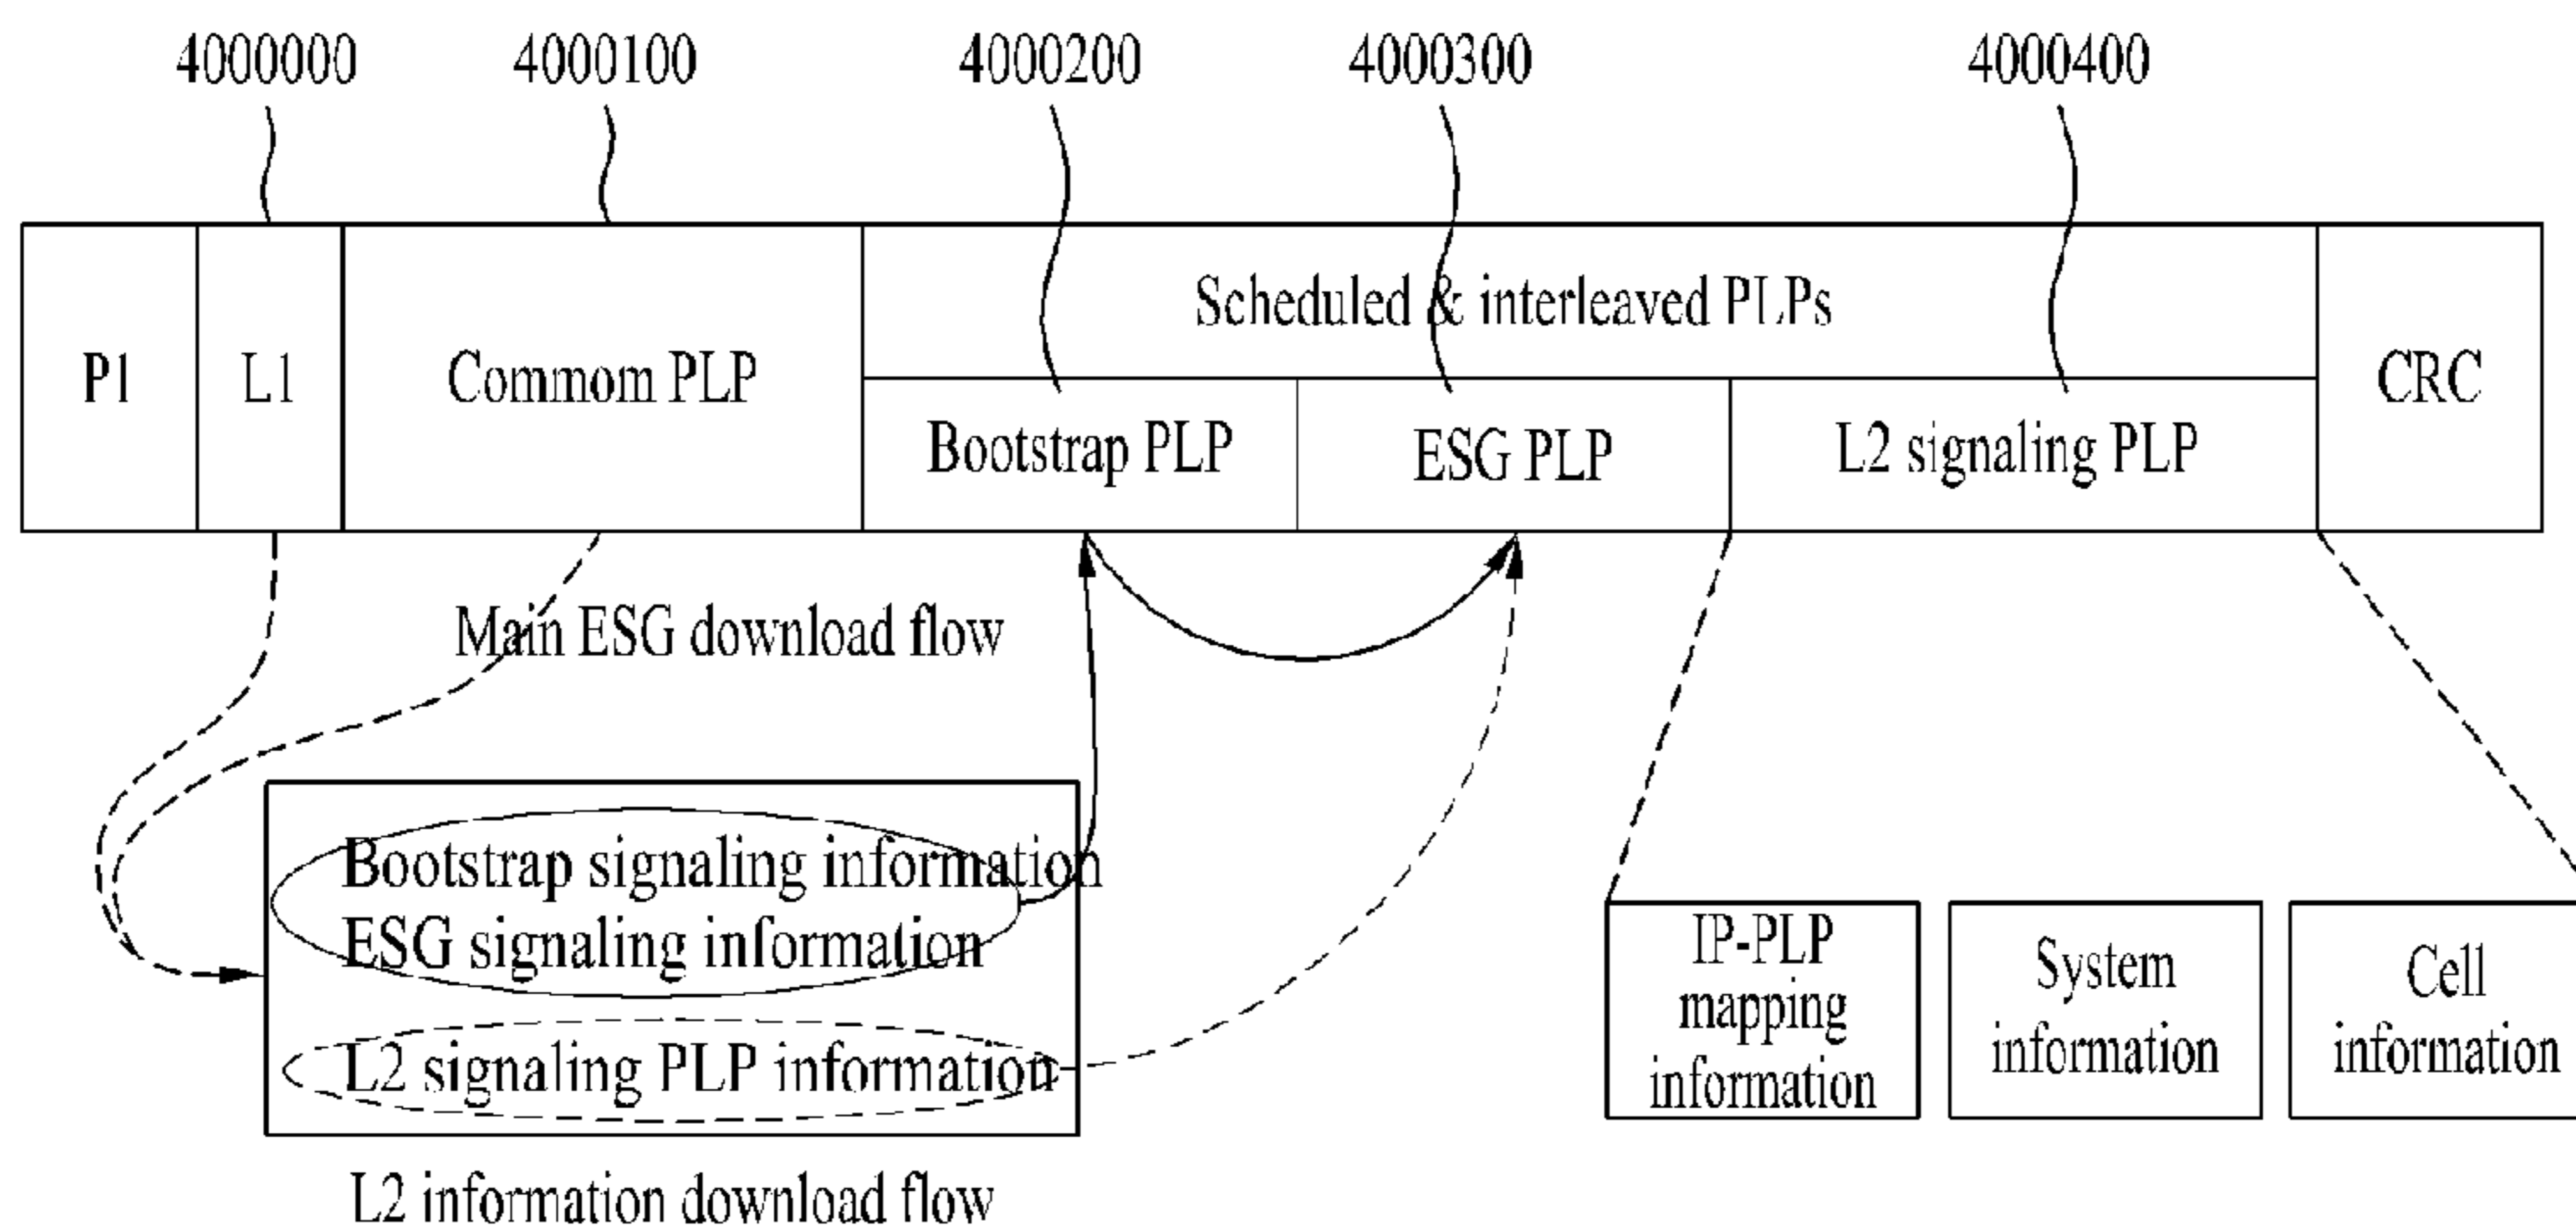 4000000 4000100 4000200 4000300 4000400
P1 L1 Commom PLP Scheduled & interleaved PLPs CRC
Bootstrap PLP ESG PLP L2 signaling PLP
Main ESG download flow
Bootstrap signaling information
ESG signaling information
L2 signaling PLP information
L2 information download flow
IP-PLP
mapping
information
System
information
Cell
information